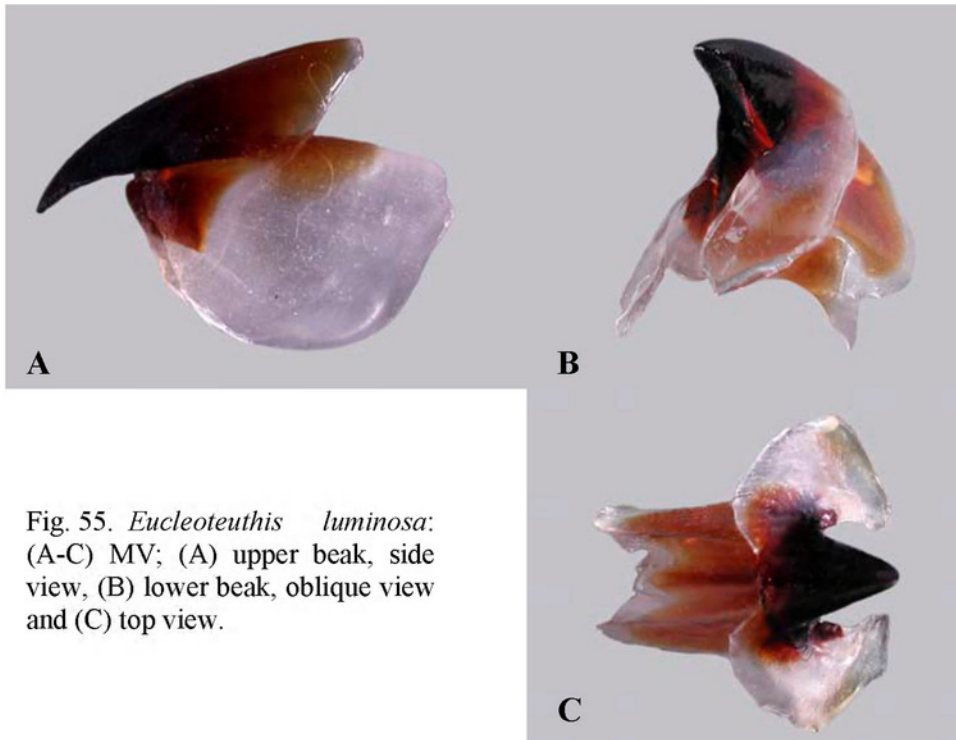 A
B
Fig. 55. Eucleoteuthis luminosa:
(A-C) MV; (A) upper beak, side
view, (B) lower beak, oblique view
and (C) top view.
C